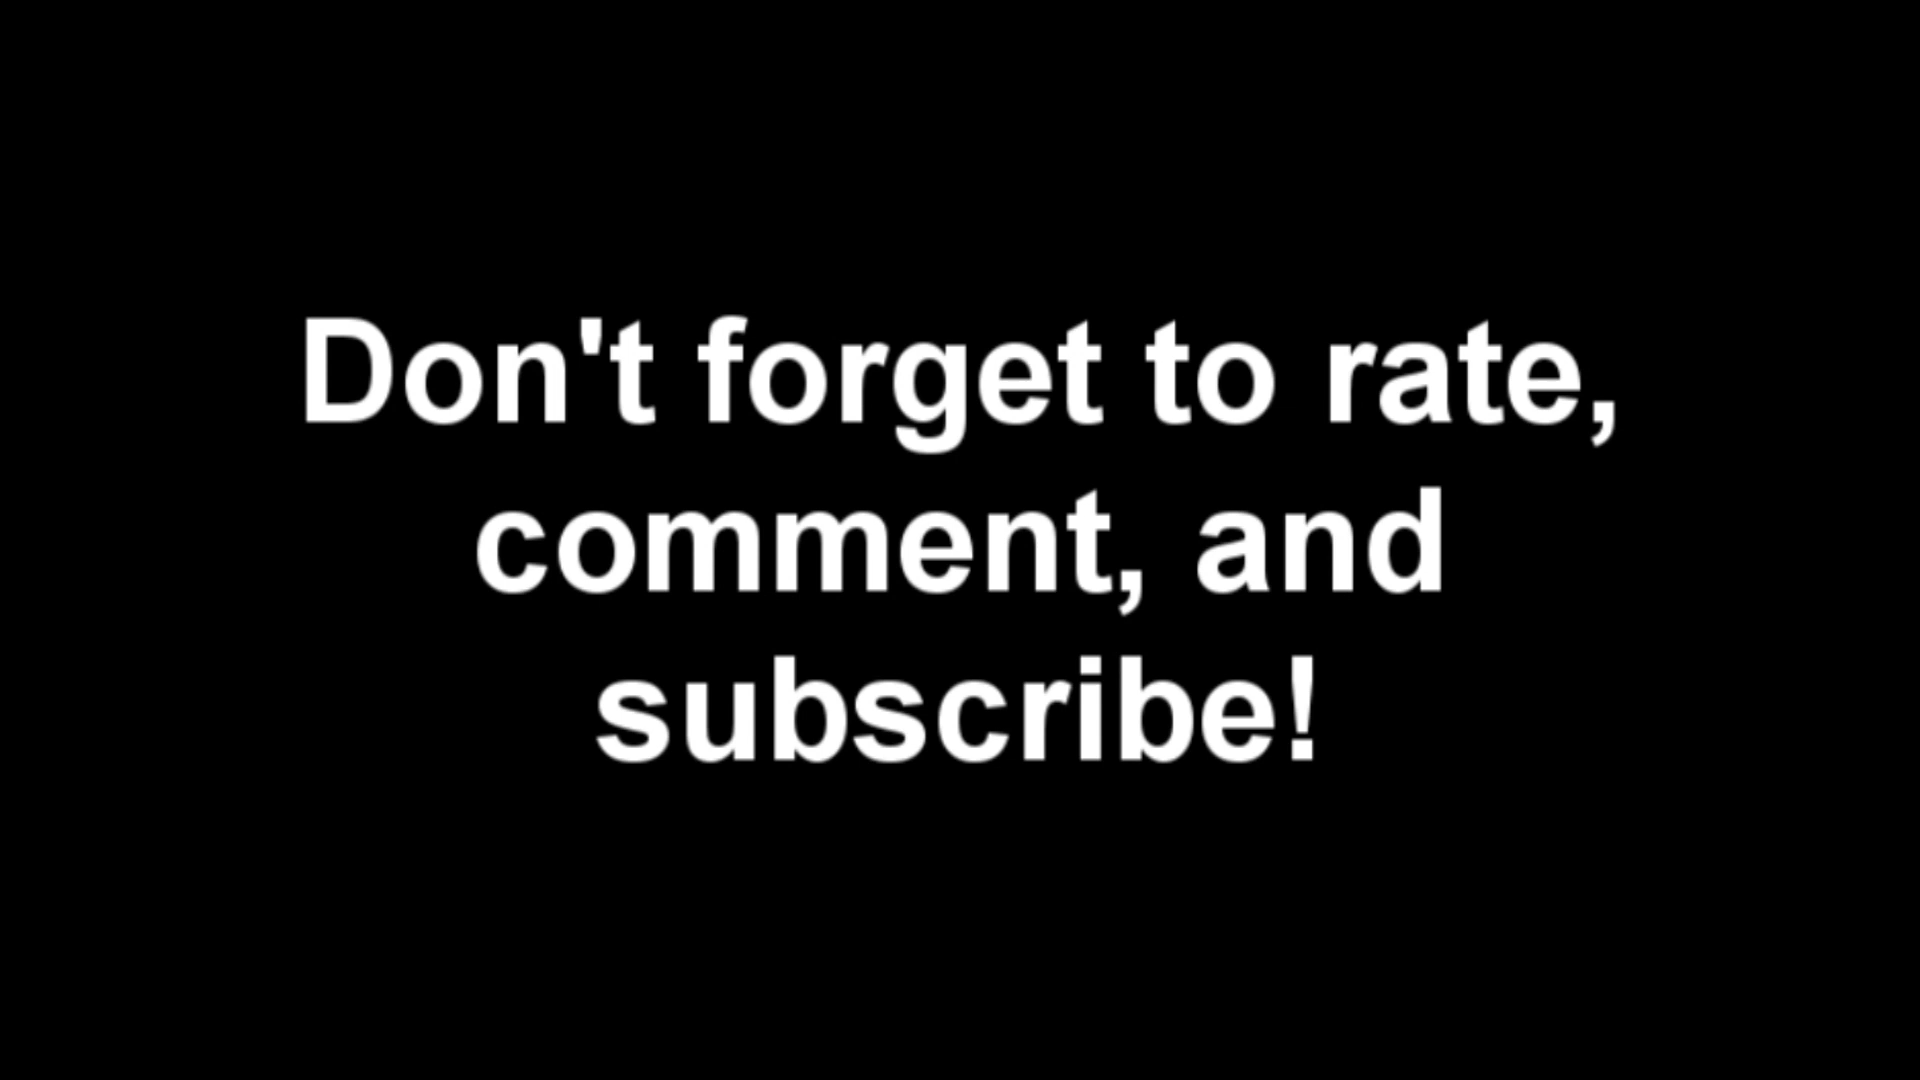 Don't forget to rate,
comment, and
subscribe!